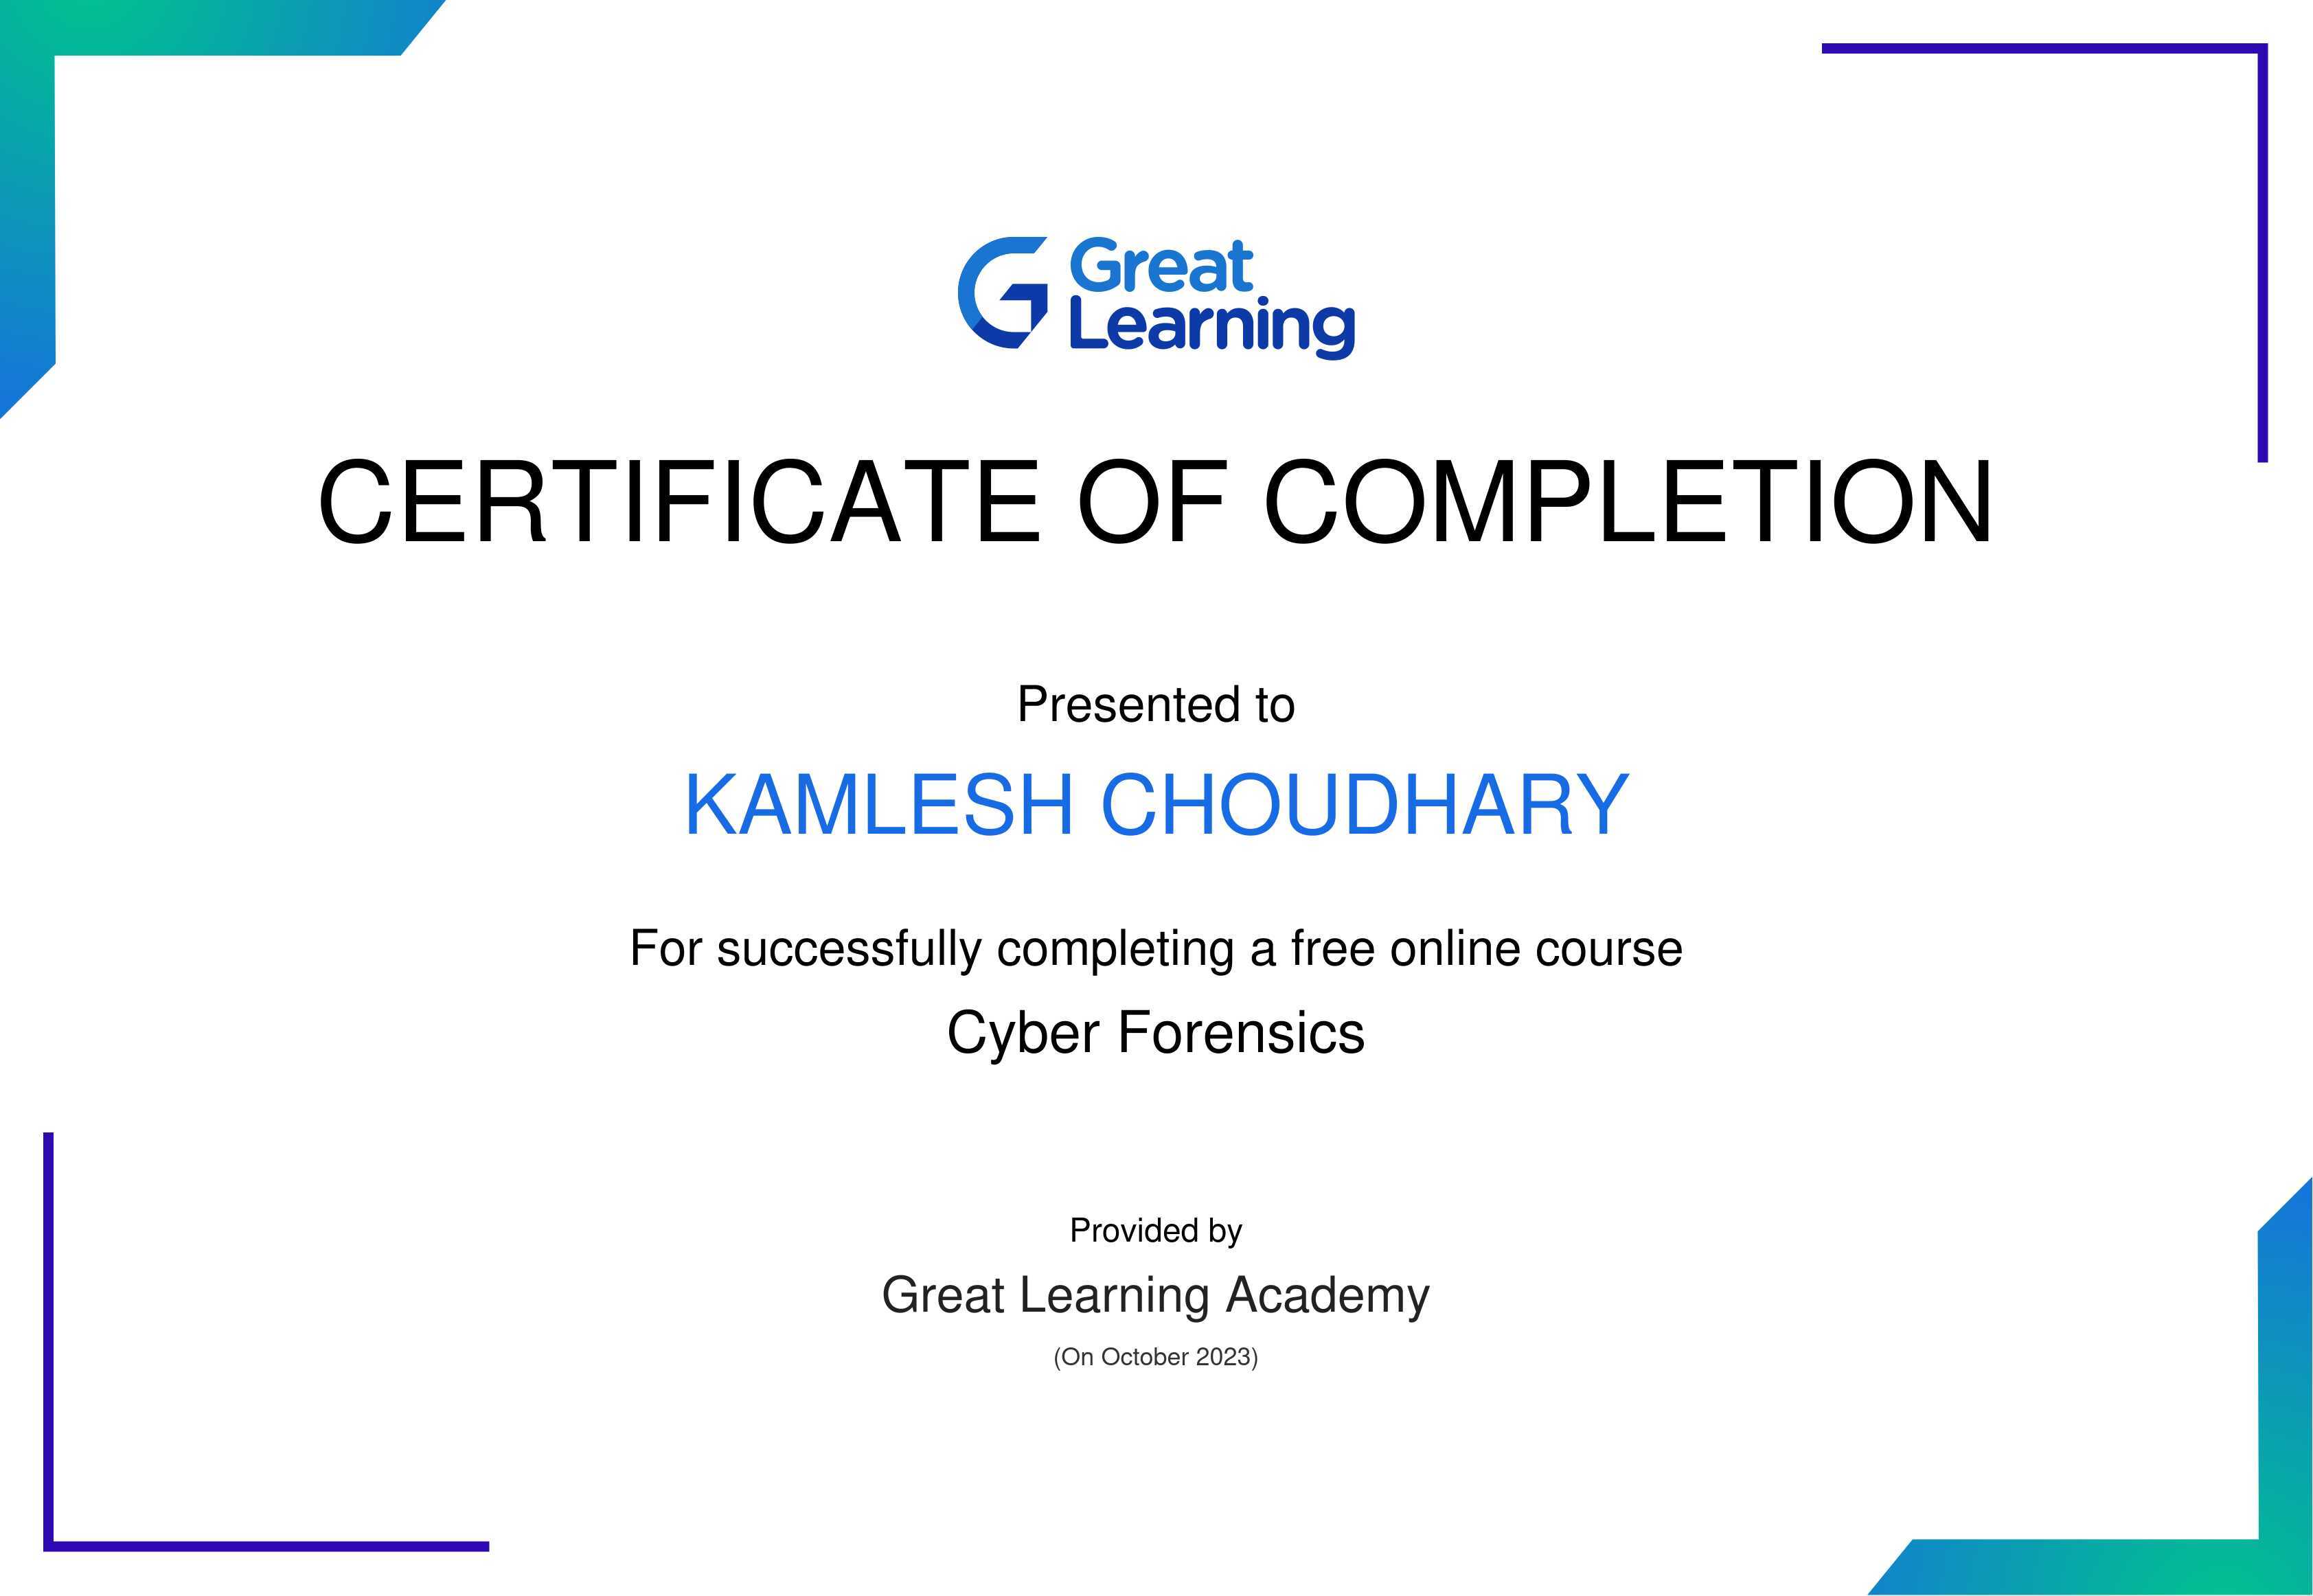 Great
Learning
CERTIFICATE OF COMPLETION
Presented to
KAMLESH CHOUDHARY
For successfully completing a free online course
Cyber Forensics
Provided by
Great Learning Academy
(On October 2023)